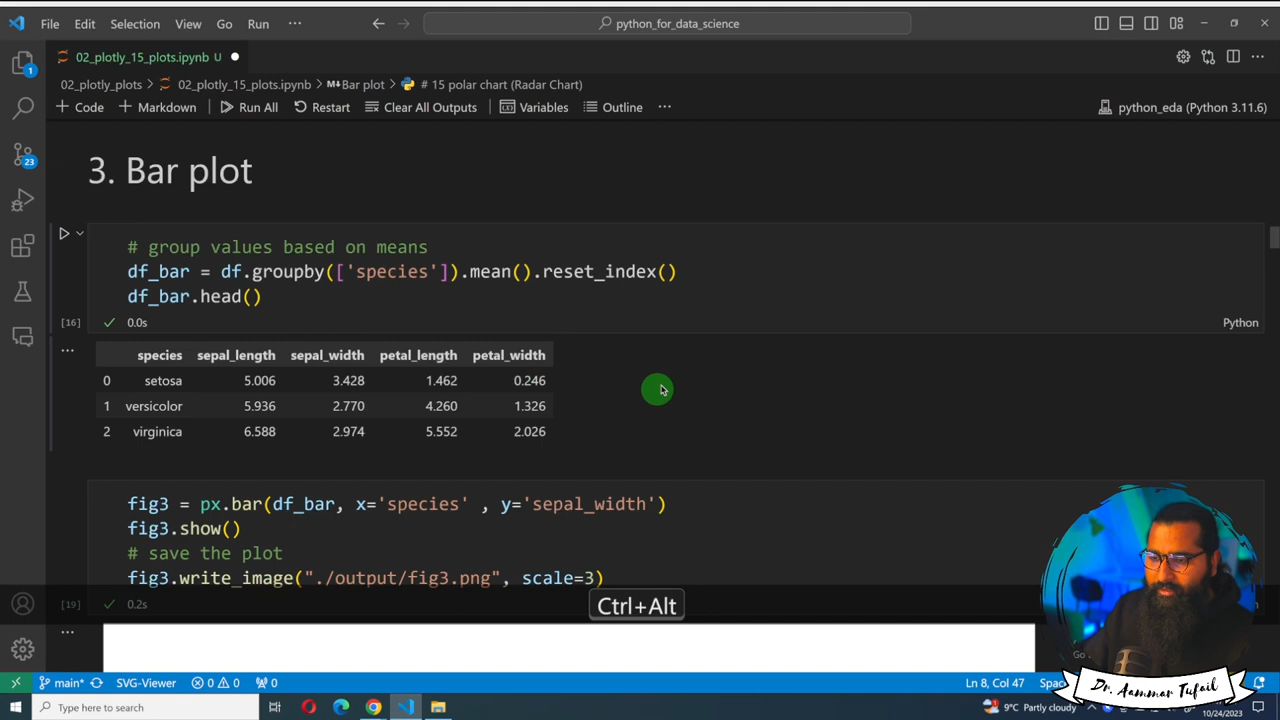 File Edit Selection View Go Run ··· python_for_data_science
02_plotly_15_plots.ipynb U
02_plotly_plots > 02_plotly_15_plots.ipynb > M↓Bar plot > # 15 polar chart (Radar Chart)
+ Code + Markdown Run All Restart Clear All Outputs Variables Outline ··· python_eda (Python 3.11.6)
3. Bar plot
# group values based on means
df_bar = df.groupby(['species']).mean().reset_index()
df_bar.head()
[16] 0.0s Python
species sepal_length sepal_width petal_length petal_width
0 setosa 5.006 3.428 1.462 0.246
1 versicolor 5.936 2.770 4.260 1.326
2 virginica 6.588 2.974 5.552 2.026
fig3 = px.bar(df_bar, x='species' , y='sepal_width')
fig3.show()
# save the plot
fig3.write_image("./output/fig3.png", scale=3)
[19] 0.2s
Ctrl+Alt
1
23
Go
main* SVG-Viewer 0 0 0 Ln 8, Col 47
Dr. Aammar Tufail
Type here to search 9°C Partly cloudy
10/24/2023